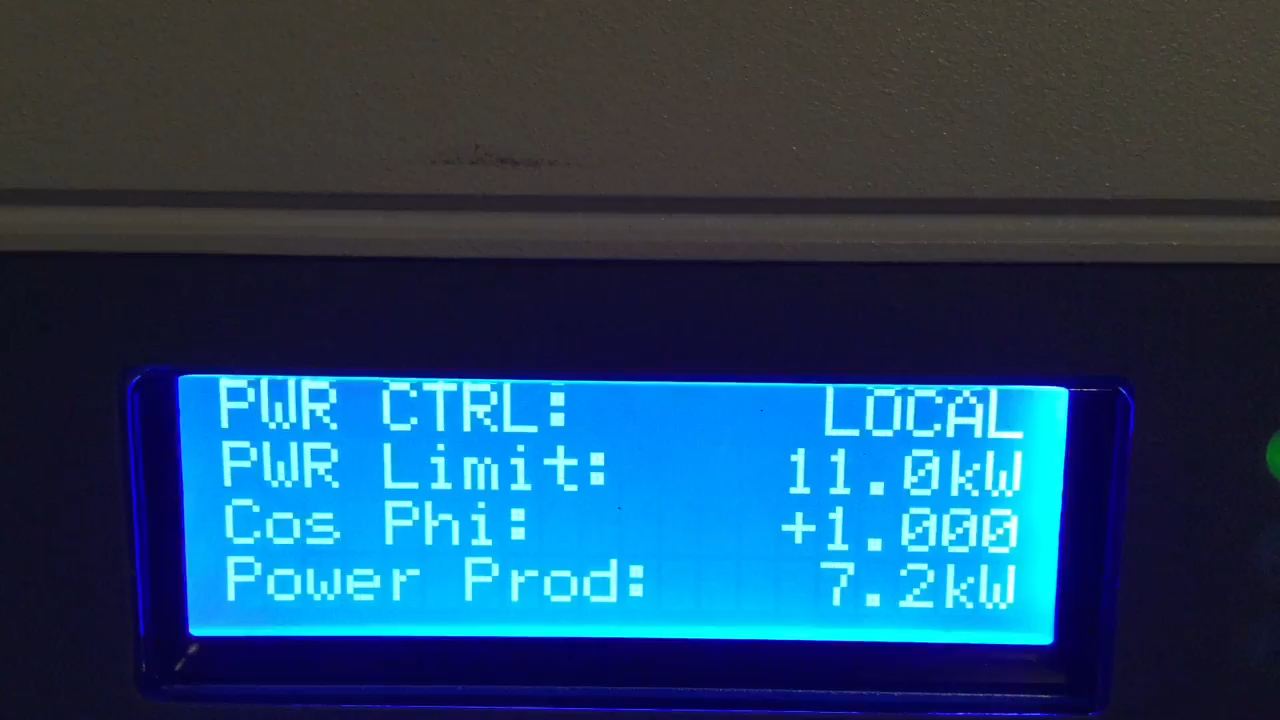 PWR CTRL: LOCAL
PWR Limit: 11.0kW
Cos Phi: +1.000
Power Prod: 7.2kW